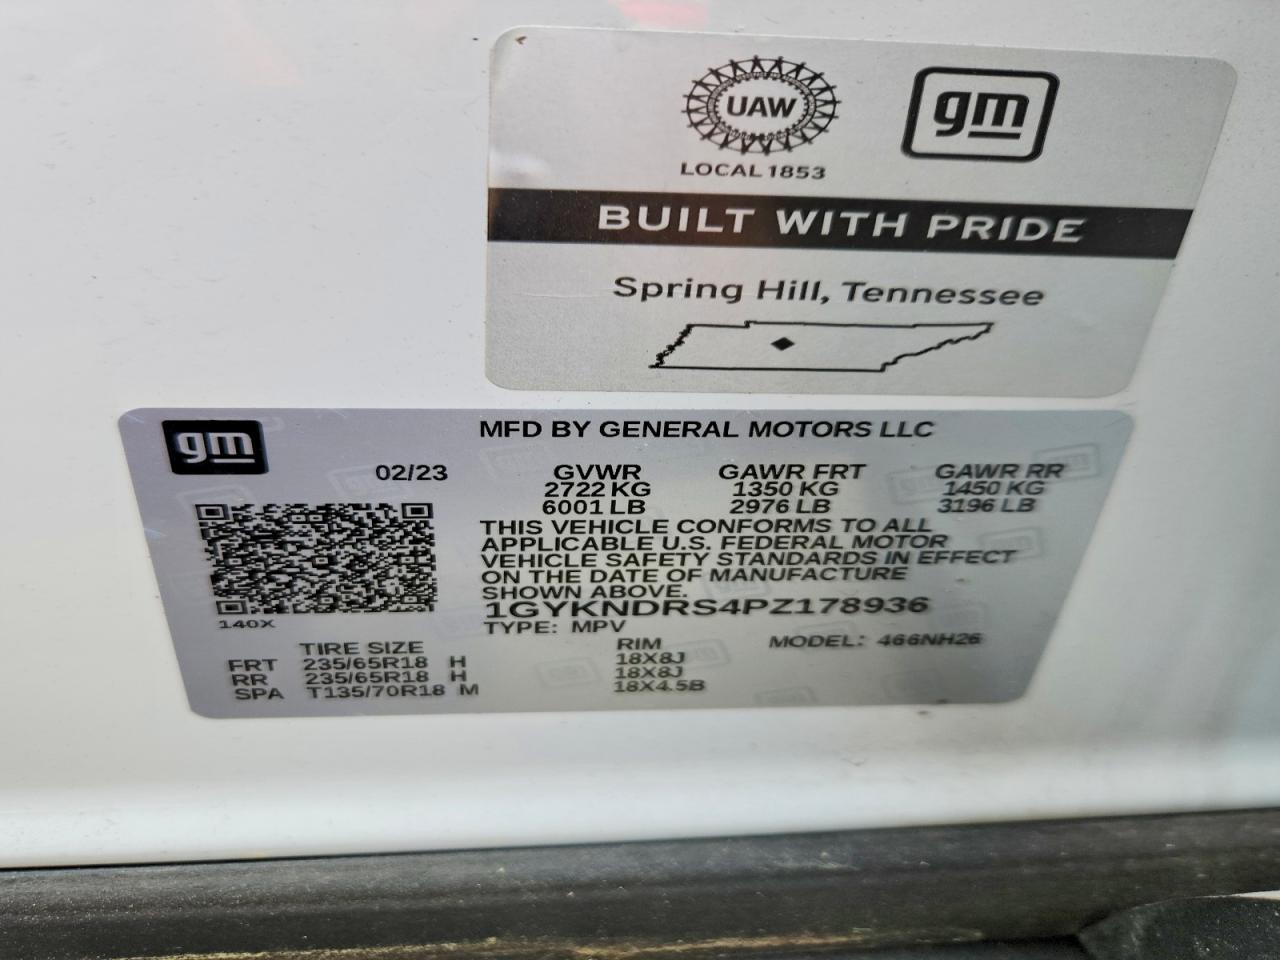 UAW
gm
LOCAL 1853
BUILT WITH PRIDE
Spring Hill, Tennessee
gm
MFD BY GENERAL MOTORS LLC
02/23 GVWR GAWR FRT GAWR RR
2722 KG 1350 KG 1450 KG
6001 LB 2976 LB 3196 LB
THIS VEHICLE CONFORMS TO ALL
APPLICABLE U.S. FEDERAL MOTOR
VEHICLE SAFETY STANDARDS IN EFFECT
ON THE DATE OF MANUFACTURE
SHOWN ABOVE.
1GYKNDRS4PZ178936
140X
TYPE: MPV
TIRE SIZE RIM MODEL: 466NH26
FRT 235/65R18 H 18X8J
RR 235/65R18 H 18X8J
SPA T135/70R18 M 18X4.5B